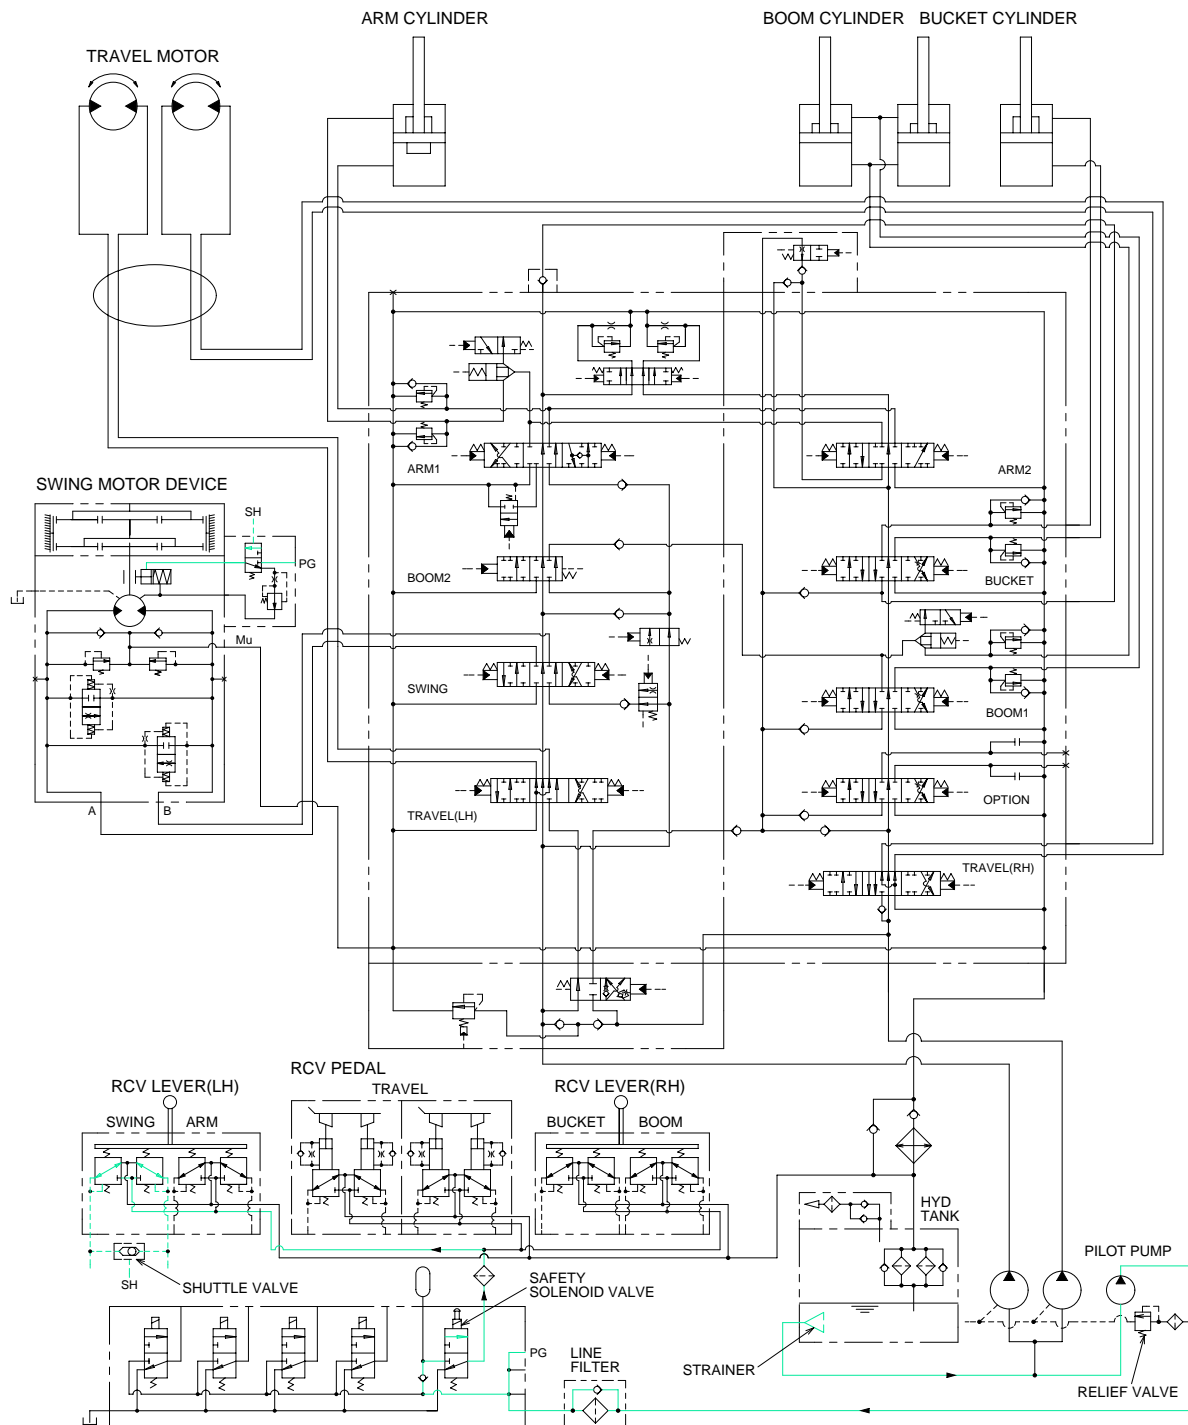 ARM CYLINDER
BOOM CYLINDER
BUCKET CYLINDER
TRAVEL MOTOR
ARM1
ARM2
SWING MOTOR DEVICE
SH
PG
BOOM2
BUCKET
Mu
SWING
BOOM1
A
B
TRAVEL(LH)
OPTION
TRAVEL(RH)
RCV LEVER(LH)
SWING
ARM
RCV PEDAL
TRAVEL
RCV LEVER(RH)
BUCKET
BOOM
HYD
TANK
PILOT PUMP
SH
SHUTTLE VALVE
SAFETY
SOLENOID VALVE
PG
LINE
FILTER
STRAINER
RELIEF VALVE